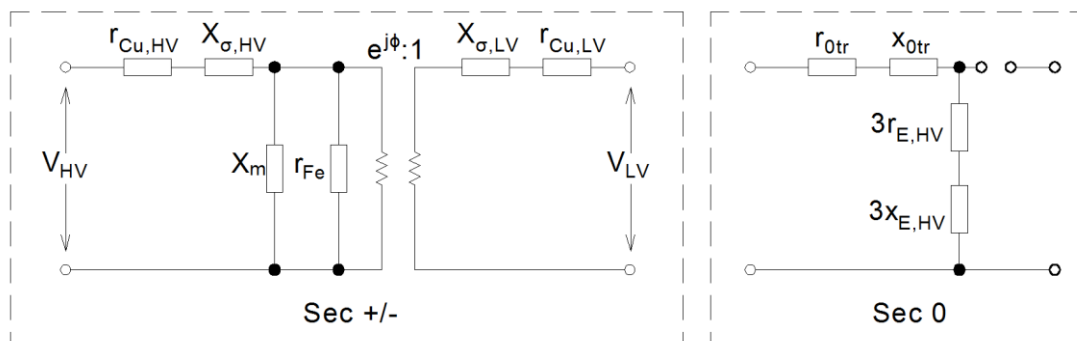 r_Cu,HV X_σ,HV e^jϕ:1 X_σ,LV r_Cu,LV
V_HV X_m r_Fe V_LV
Sec +/-
r_0tr x_0tr
3r_E,HV
3x_E,HV
Sec 0